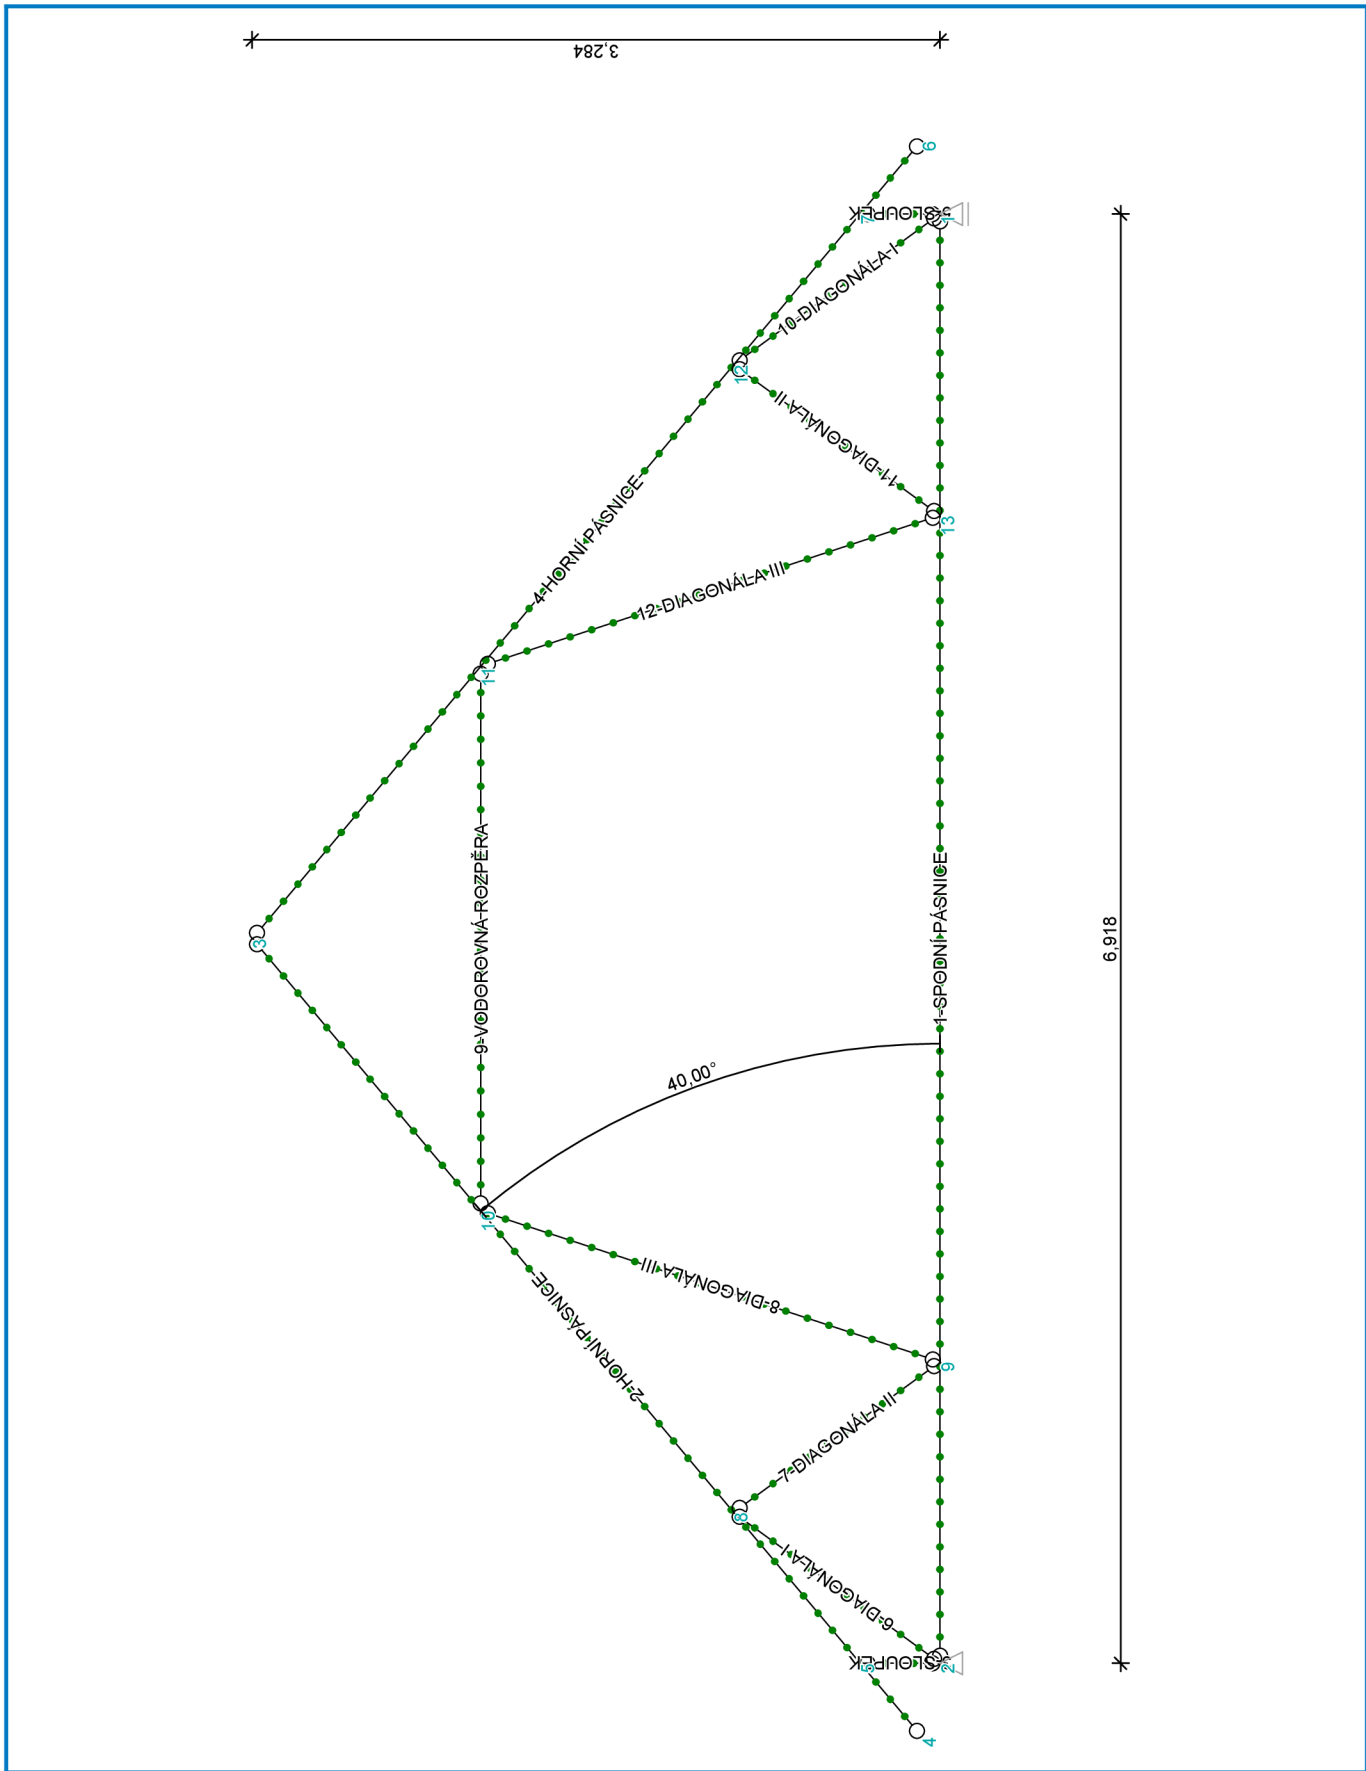 3,284
6
7
SLOUPEK
1
10-DIAGONÁLA I
12
11-DIAGONÁLA II
4-HORNÍ PÁSNICE
13
12-DIAGONÁLA III
11
3
9-VODOROVNÁ ROZPĚRA
1-SPODNÍ PÁSNICE
6,918
40,00°
10
8-DIAGONÁLA III
2-HORNÍ PÁSNICE
9
7-DIAGONÁLA II
8
6-DIAGONÁLA I
5
SLOUPEK
2
4